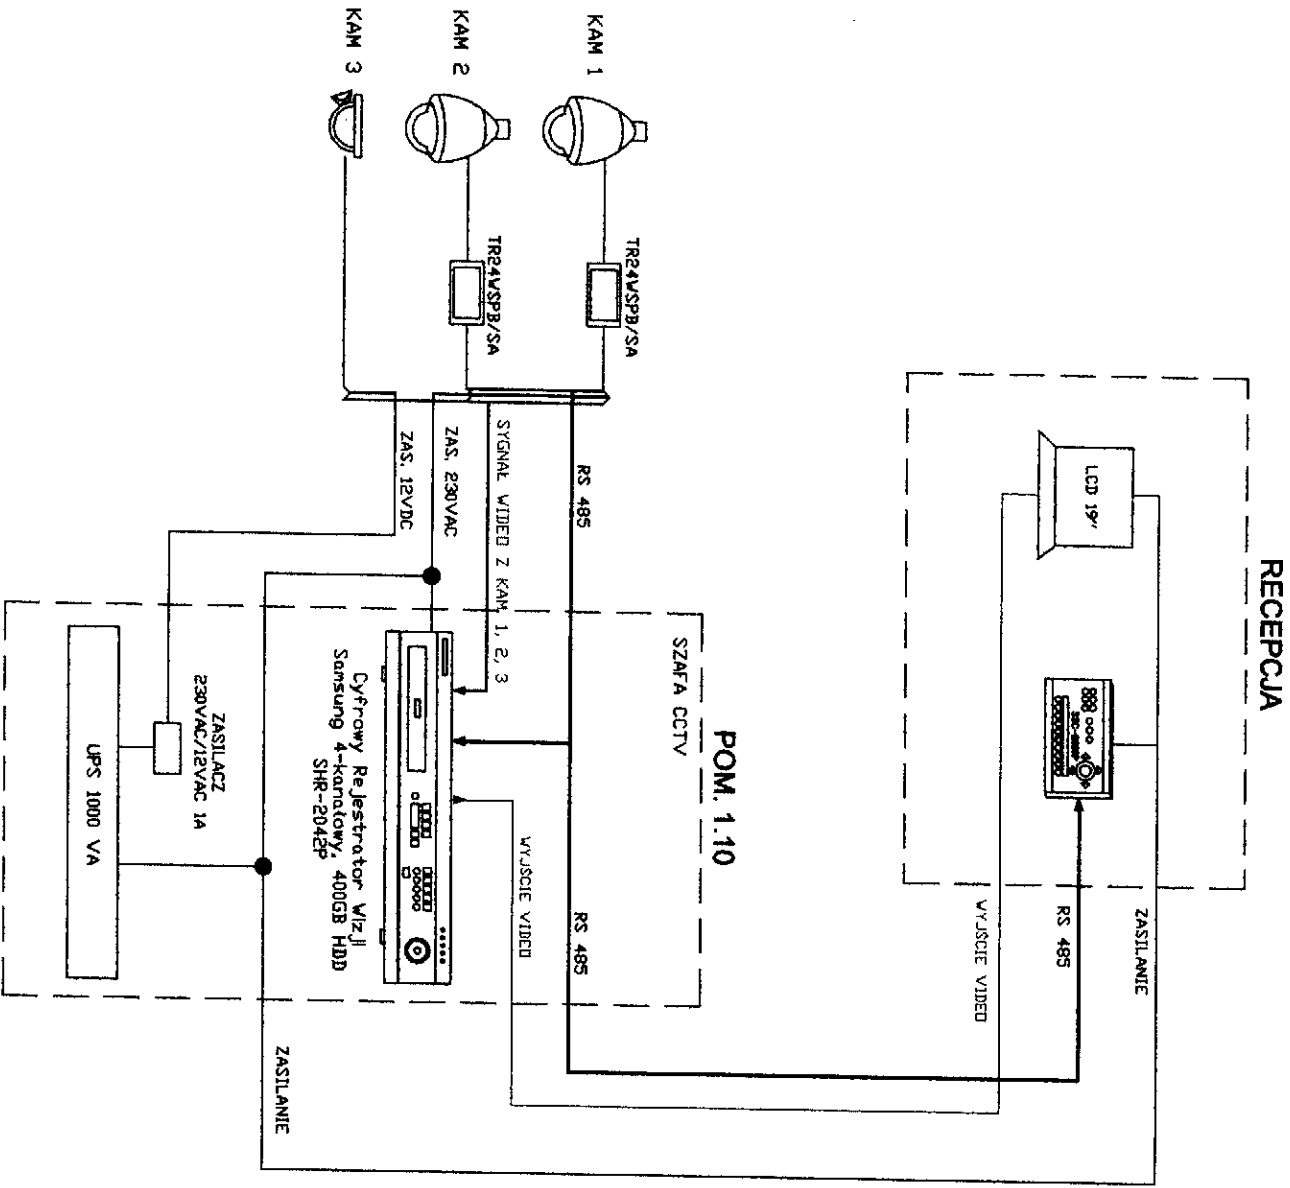 RECEPCJA
LCD 19"
ZASILANIE
RS 485
WYJŚCIE VIDEO
KAM 1
KAM 2
KAM 3
TR24WSPB/SA
TR24WSPB/SA
RS 485
SYGNAŁ WIDEO Z KAM. 1, 2, 3
ZAS. 230VAC
ZAS. 12VDC
POM. 1.10
SZAFA CCTV
RS 485
WYJŚCIE VIDEO
Cyfrowy Rejestrator Wizji
Samsung 4-kanałowy, 400GB HDD
SHR-2042P
ZASILACZ
230VAC/12VAC 1A
UPS 1000 VA
ZASILANIE